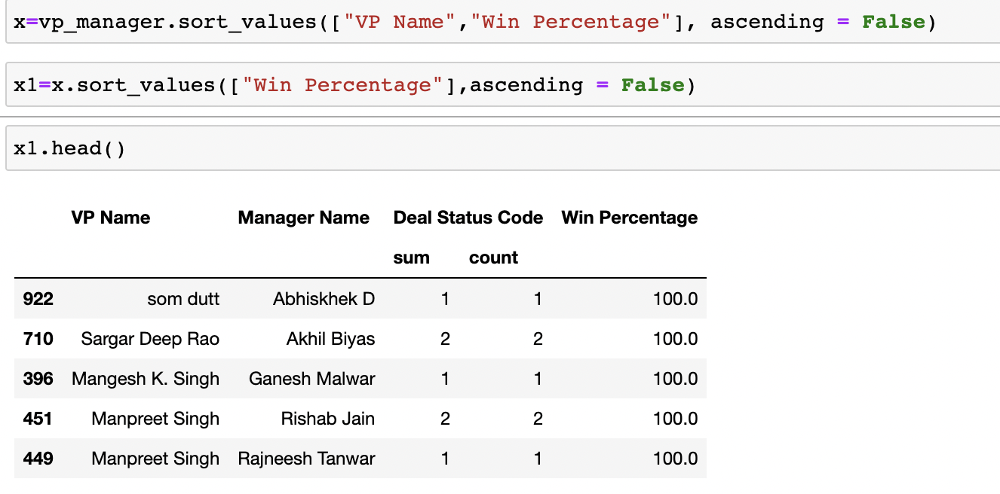 x=vp_manager.sort_values(["VP Name","Win Percentage"], ascending = False)
x1=x.sort_values(["Win Percentage"],ascending = False)
x1.head()
VP Name Manager Name Deal Status Code Win Percentage
sum count
922 som dutt Abhiskhek D 1 1 100.0
710 Sargar Deep Rao Akhil Biyas 2 2 100.0
396 Mangesh K. Singh Ganesh Malwar 1 1 100.0
451 Manpreet Singh Rishab Jain 2 2 100.0
449 Manpreet Singh Rajneesh Tanwar 1 1 100.0